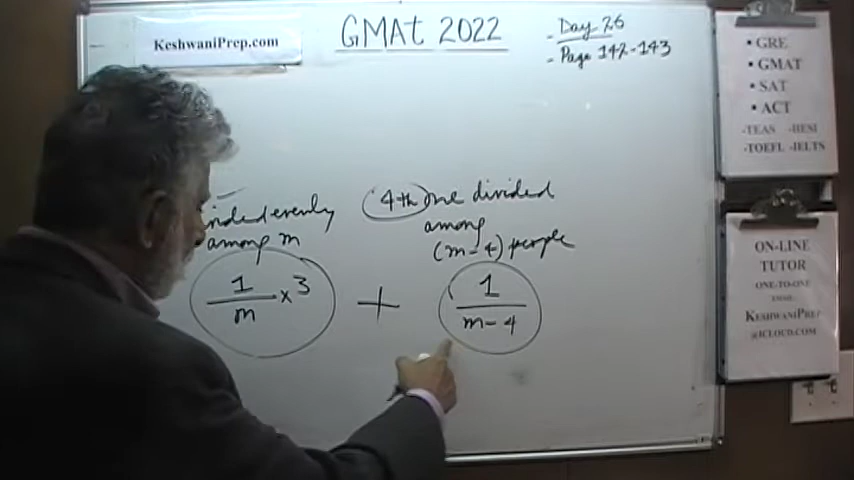 KeshwaniPrep.com
GMAT 2022
- Day 26
- Page 142-143
evenly
among m
1
m
× 3
+
4th one divided
among
(m-4) people
1
m-4
• GRE
• GMAT
• SAT
• ACT
-TEAS -HESI
-TOEFL -IELTS
ON-LINE
TUTOR
ONE-TO-ONE
EMAIL:
KESHWANIPREP
@ICLOUD.COM